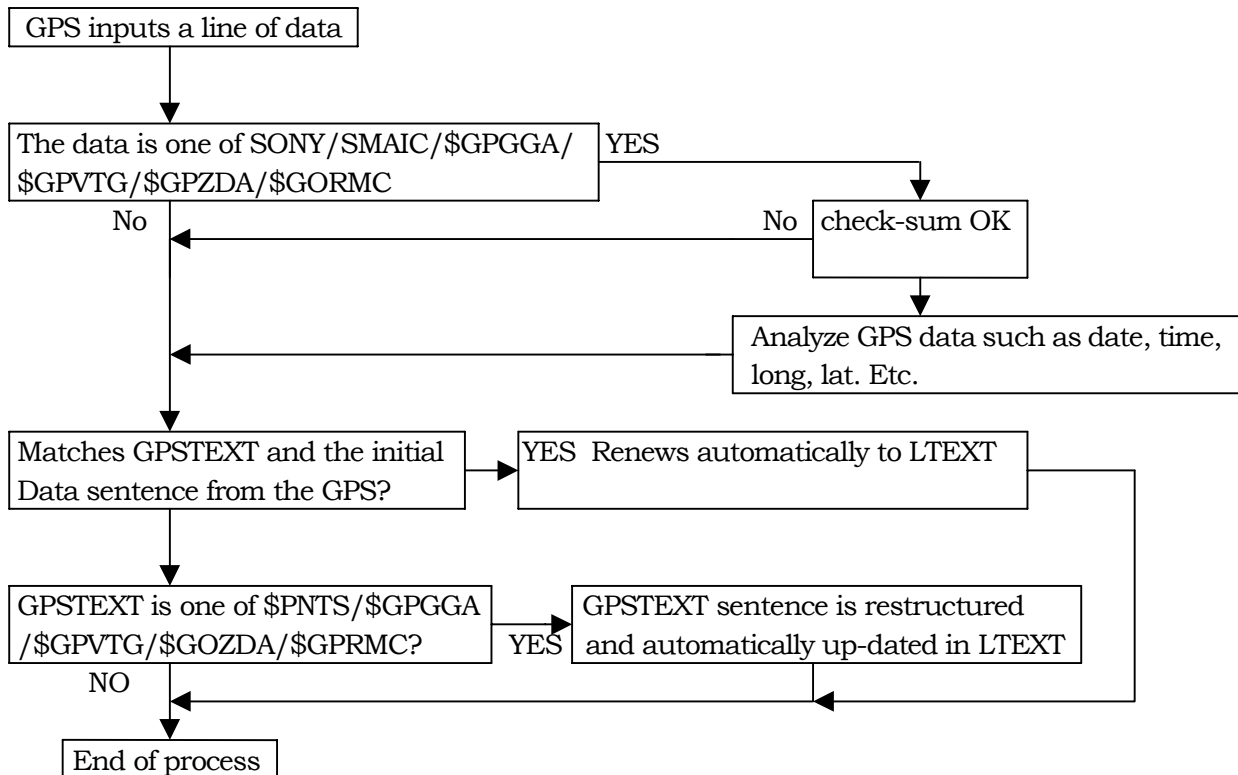 GPS inputs a line of data
The data is one of SONY/SMAIC/$GPGGA/
$GPVTG/$GPZDA/$GORMC
YES
No
No
check-sum OK
Analyze GPS data such as date, time,
long, lat. Etc.
Matches GPSTEXT and the initial
Data sentence from the GPS?
YES Renews automatically to LTEXT
GPSTEXT is one of $PNTS/$GPGGA
/$GPVTG/$GOZDA/$GPRMC?
YES
GPSTEXT sentence is restructured
and automatically up-dated in LTEXT
NO
End of process